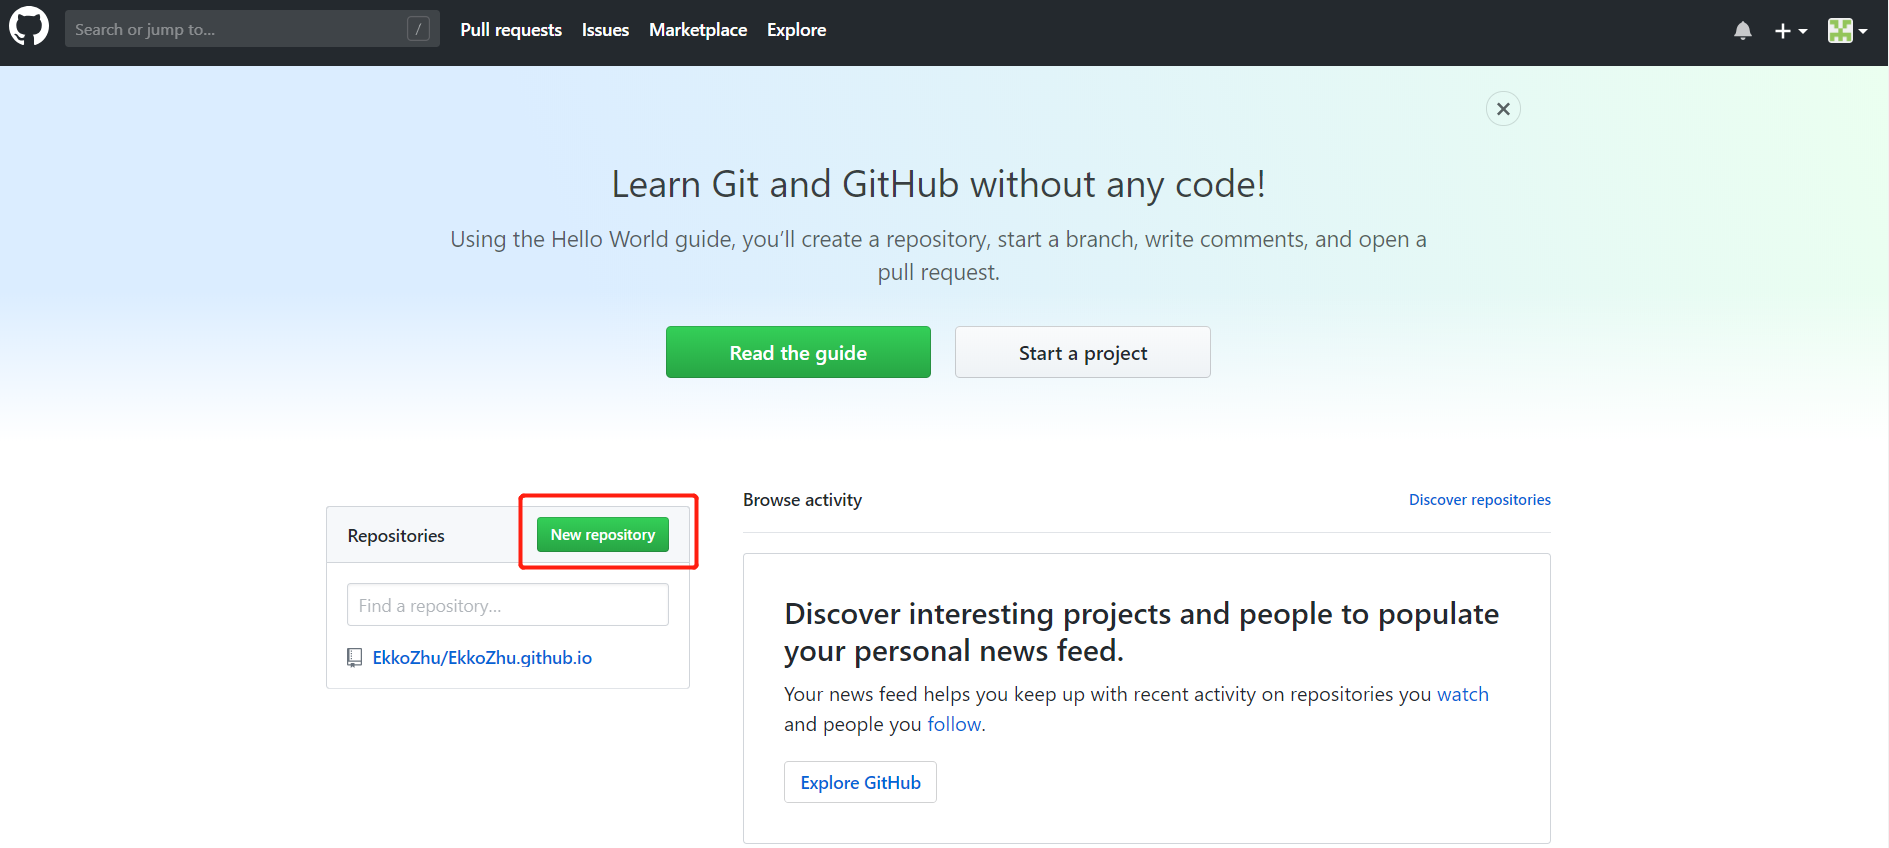 Search or jump to...
/
Pull requests
Issues
Marketplace
Explore
Learn Git and GitHub without any code!
Using the Hello World guide, you’ll create a repository, start a branch, write comments, and open a
pull request.
Read the guide
Start a project
Repositories
New repository
Find a repository...
EkkoZhu/EkkoZhu.github.io
Browse activity
Discover repositories
Discover interesting projects and people to populate
your personal news feed.
Your news feed helps you keep up with recent activity on repositories you watch
and people you follow.
Explore GitHub